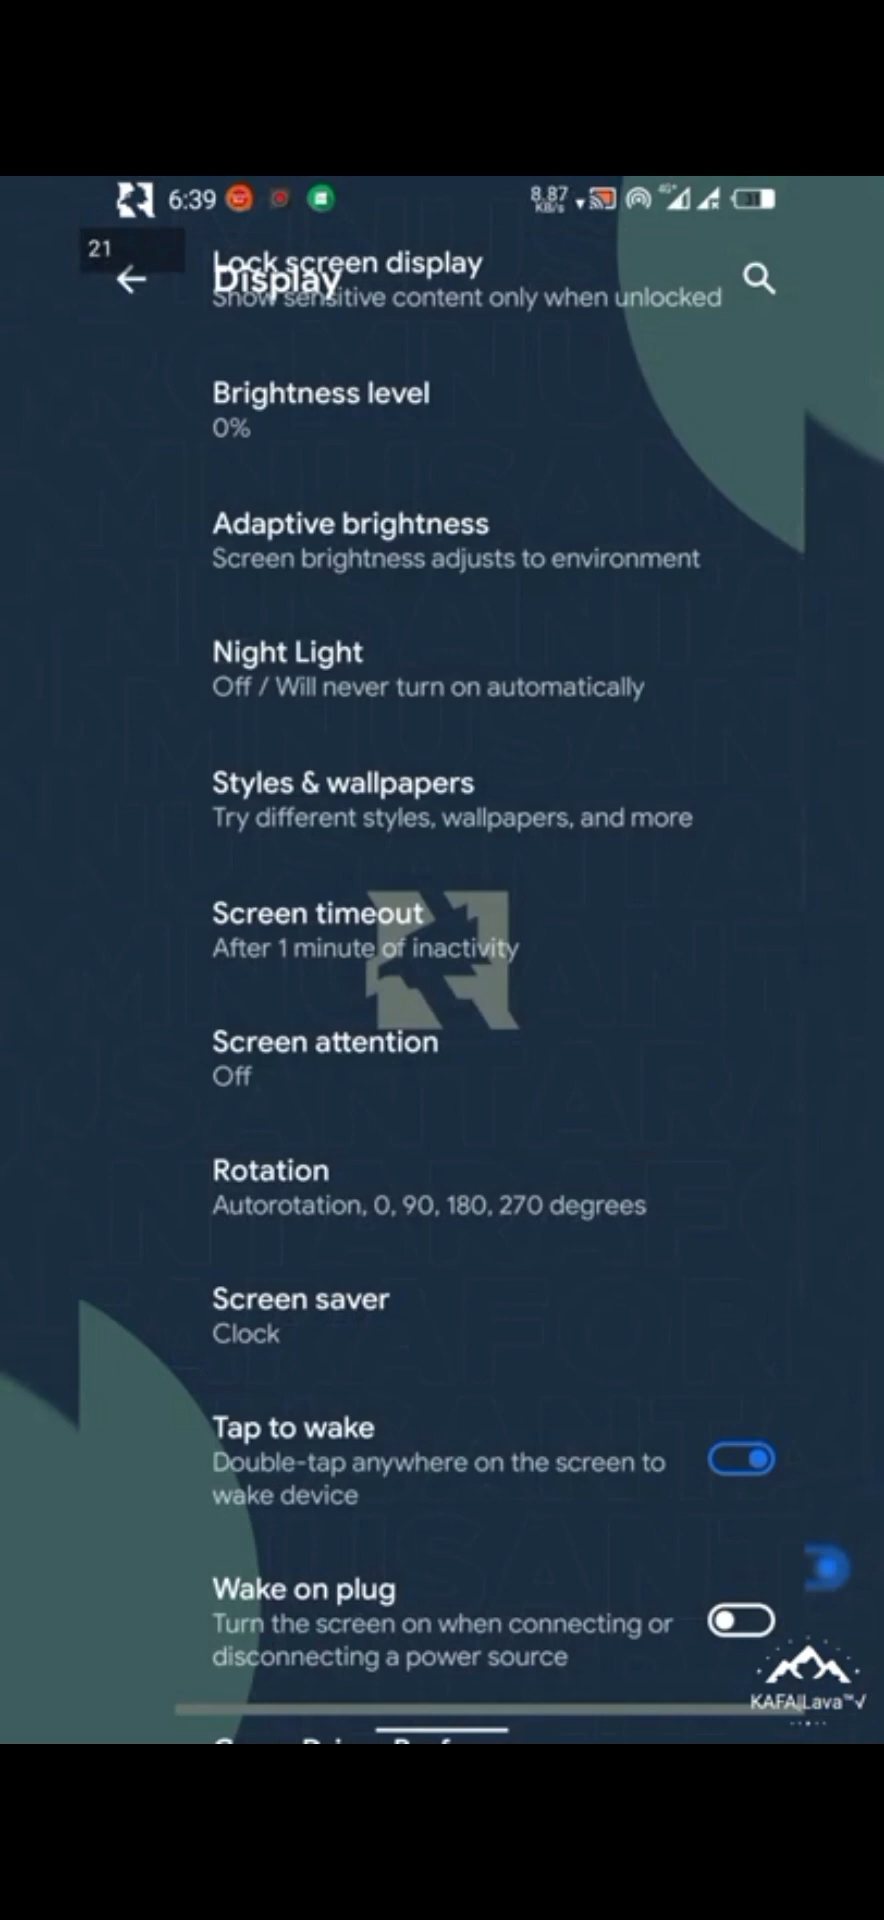 6:39
8.87
KB/s
4G+
31
21
Lock screen display
Display
Show sensitive content only when unlocked
Brightness level
0%
Adaptive brightness
Screen brightness adjusts to environment
Night Light
Off / Will never turn on automatically
Styles & wallpapers
Try different styles, wallpapers, and more
Screen timeout
After 1 minute of inactivity
Screen attention
Off
Rotation
Autorotation, 0, 90, 180, 270 degrees
Screen saver
Clock
Tap to wake
Double-tap anywhere on the screen to
wake device
Wake on plug
Turn the screen on when connecting or
disconnecting a power source
KAFA|Lava™√